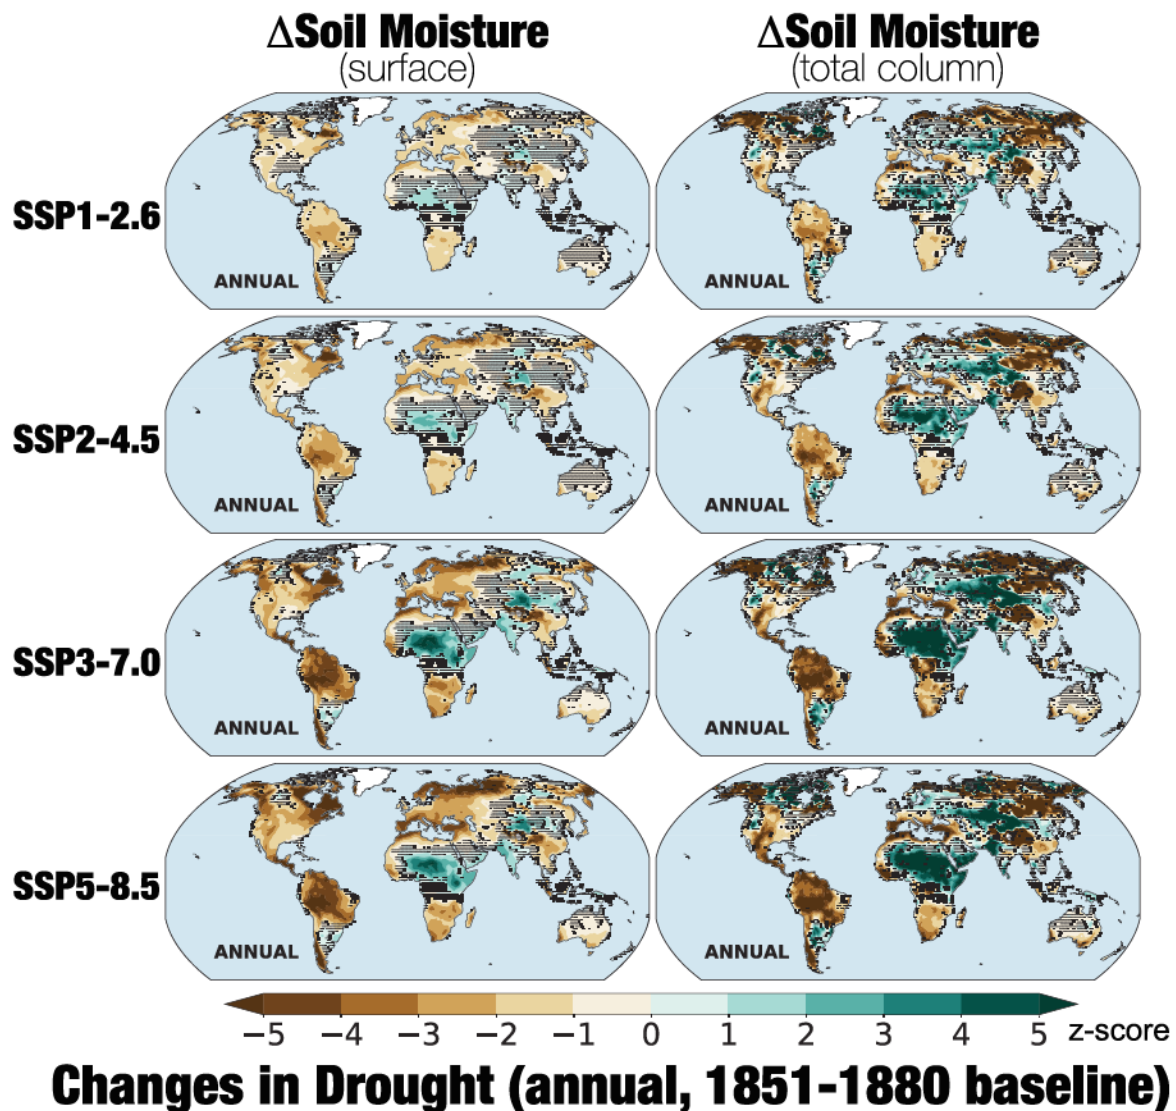 ΔSoil Moisture
(surface)
ΔSoil Moisture
(total column)
SSP1-2.6
ANNUAL
ANNUAL
SSP2-4.5
ANNUAL
ANNUAL
SSP3-7.0
ANNUAL
ANNUAL
SSP5-8.5
ANNUAL
ANNUAL
−5 −4 −3 −2 −1 0 1 2 3 4 5 z-score
Changes in Drought (annual, 1851-1880 baseline)